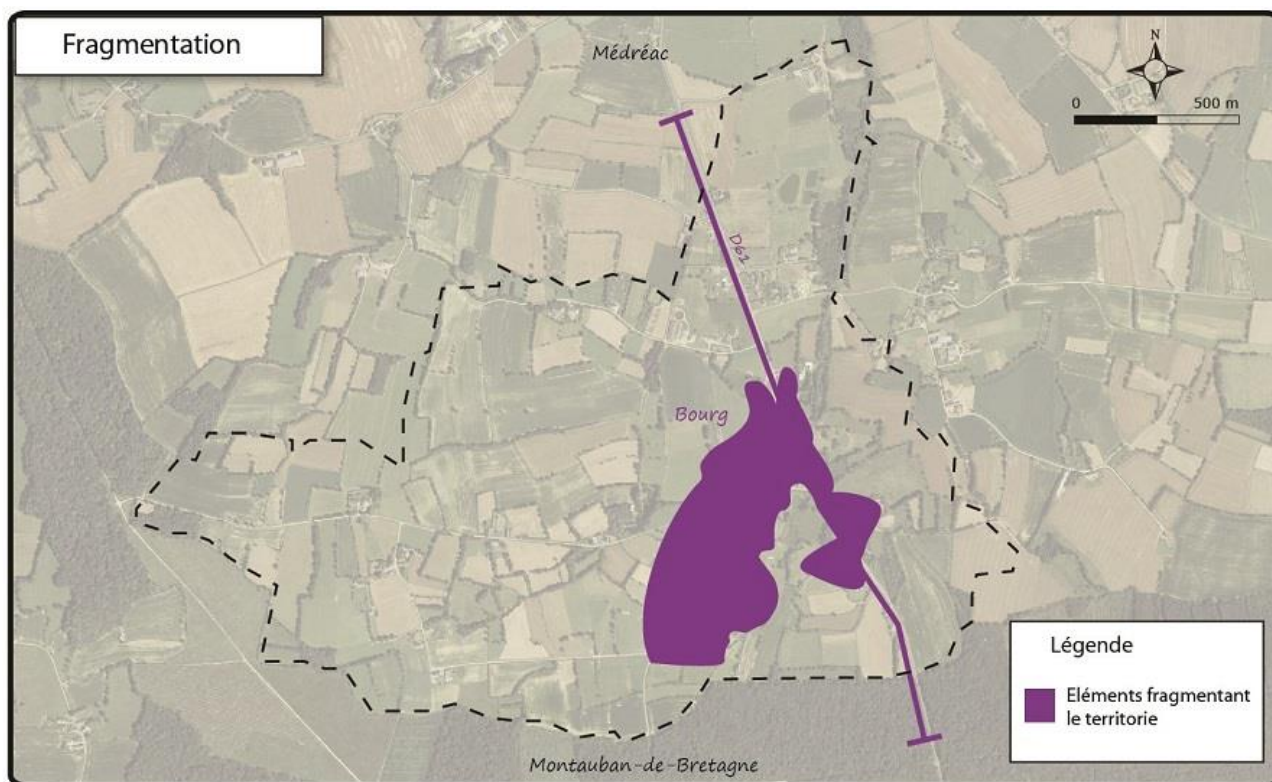 Fragmentation
Médréac
N
0 500 m
D61
Bourg
Légende
Eléments fragmentant
le territorie
Montauban-de-Bretagne